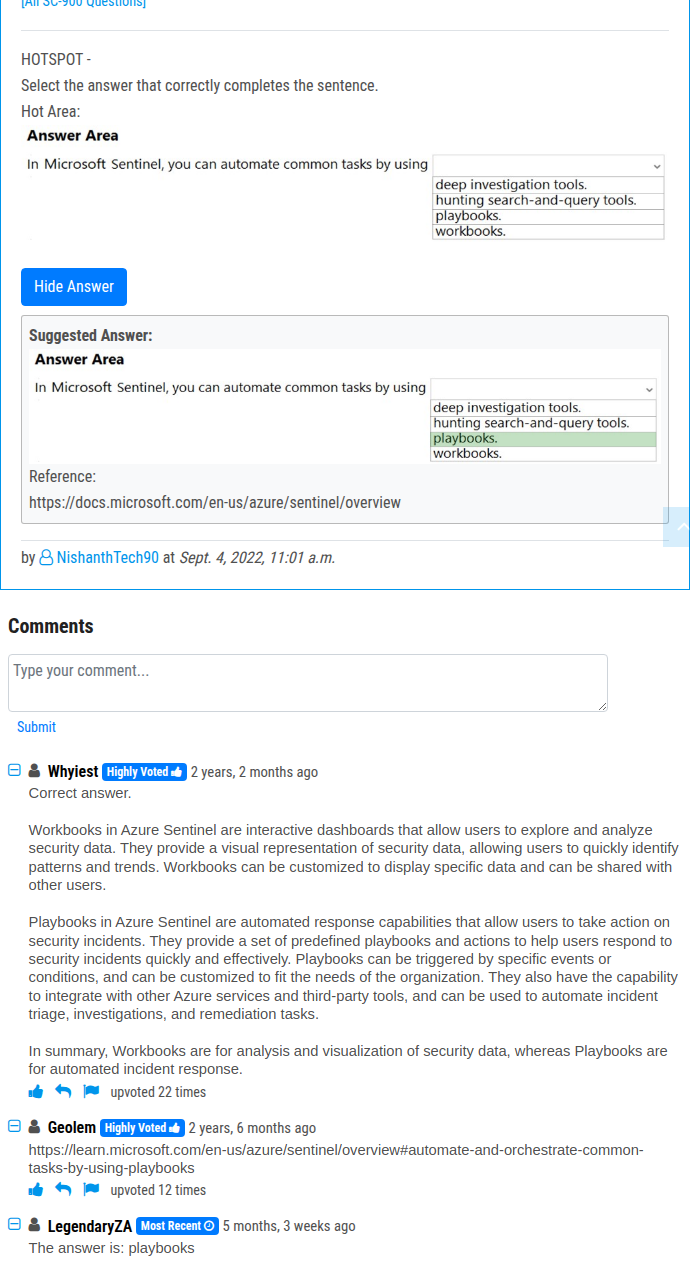 [All SC-900 Questions]
HOTSPOT -
Select the answer that correctly completes the sentence.
Hot Area:
Answer Area
In Microsoft Sentinel, you can automate common tasks by using
deep investigation tools.
hunting search-and-query tools.
playbooks.
workbooks.
Hide Answer
Suggested Answer:
Answer Area
In Microsoft Sentinel, you can automate common tasks by using
deep investigation tools.
hunting search-and-query tools.
playbooks.
workbooks.
Reference:
https://docs.microsoft.com/en-us/azure/sentinel/overview
by NishanthTech90 at Sept. 4, 2022, 11:01 a.m.
Comments
Type your comment...
Submit
Whyiest Highly Voted 2 years, 2 months ago
Correct answer.
Workbooks in Azure Sentinel are interactive dashboards that allow users to explore and analyze
security data. They provide a visual representation of security data, allowing users to quickly identify
patterns and trends. Workbooks can be customized to display specific data and can be shared with
other users.
Playbooks in Azure Sentinel are automated response capabilities that allow users to take action on
security incidents. They provide a set of predefined playbooks and actions to help users respond to
security incidents quickly and effectively. Playbooks can be triggered by specific events or
conditions, and can be customized to fit the needs of the organization. They also have the capability
to integrate with other Azure services and third-party tools, and can be used to automate incident
triage, investigations, and remediation tasks.
In summary, Workbooks are for analysis and visualization of security data, whereas Playbooks are
for automated incident response.
upvoted 22 times
Geolem Highly Voted 2 years, 6 months ago
https://learn.microsoft.com/en-us/azure/sentinel/overview#automate-and-orchestrate-common-
tasks-by-using-playbooks
upvoted 12 times
LegendaryZA Most Recent 5 months, 3 weeks ago
The answer is: playbooks